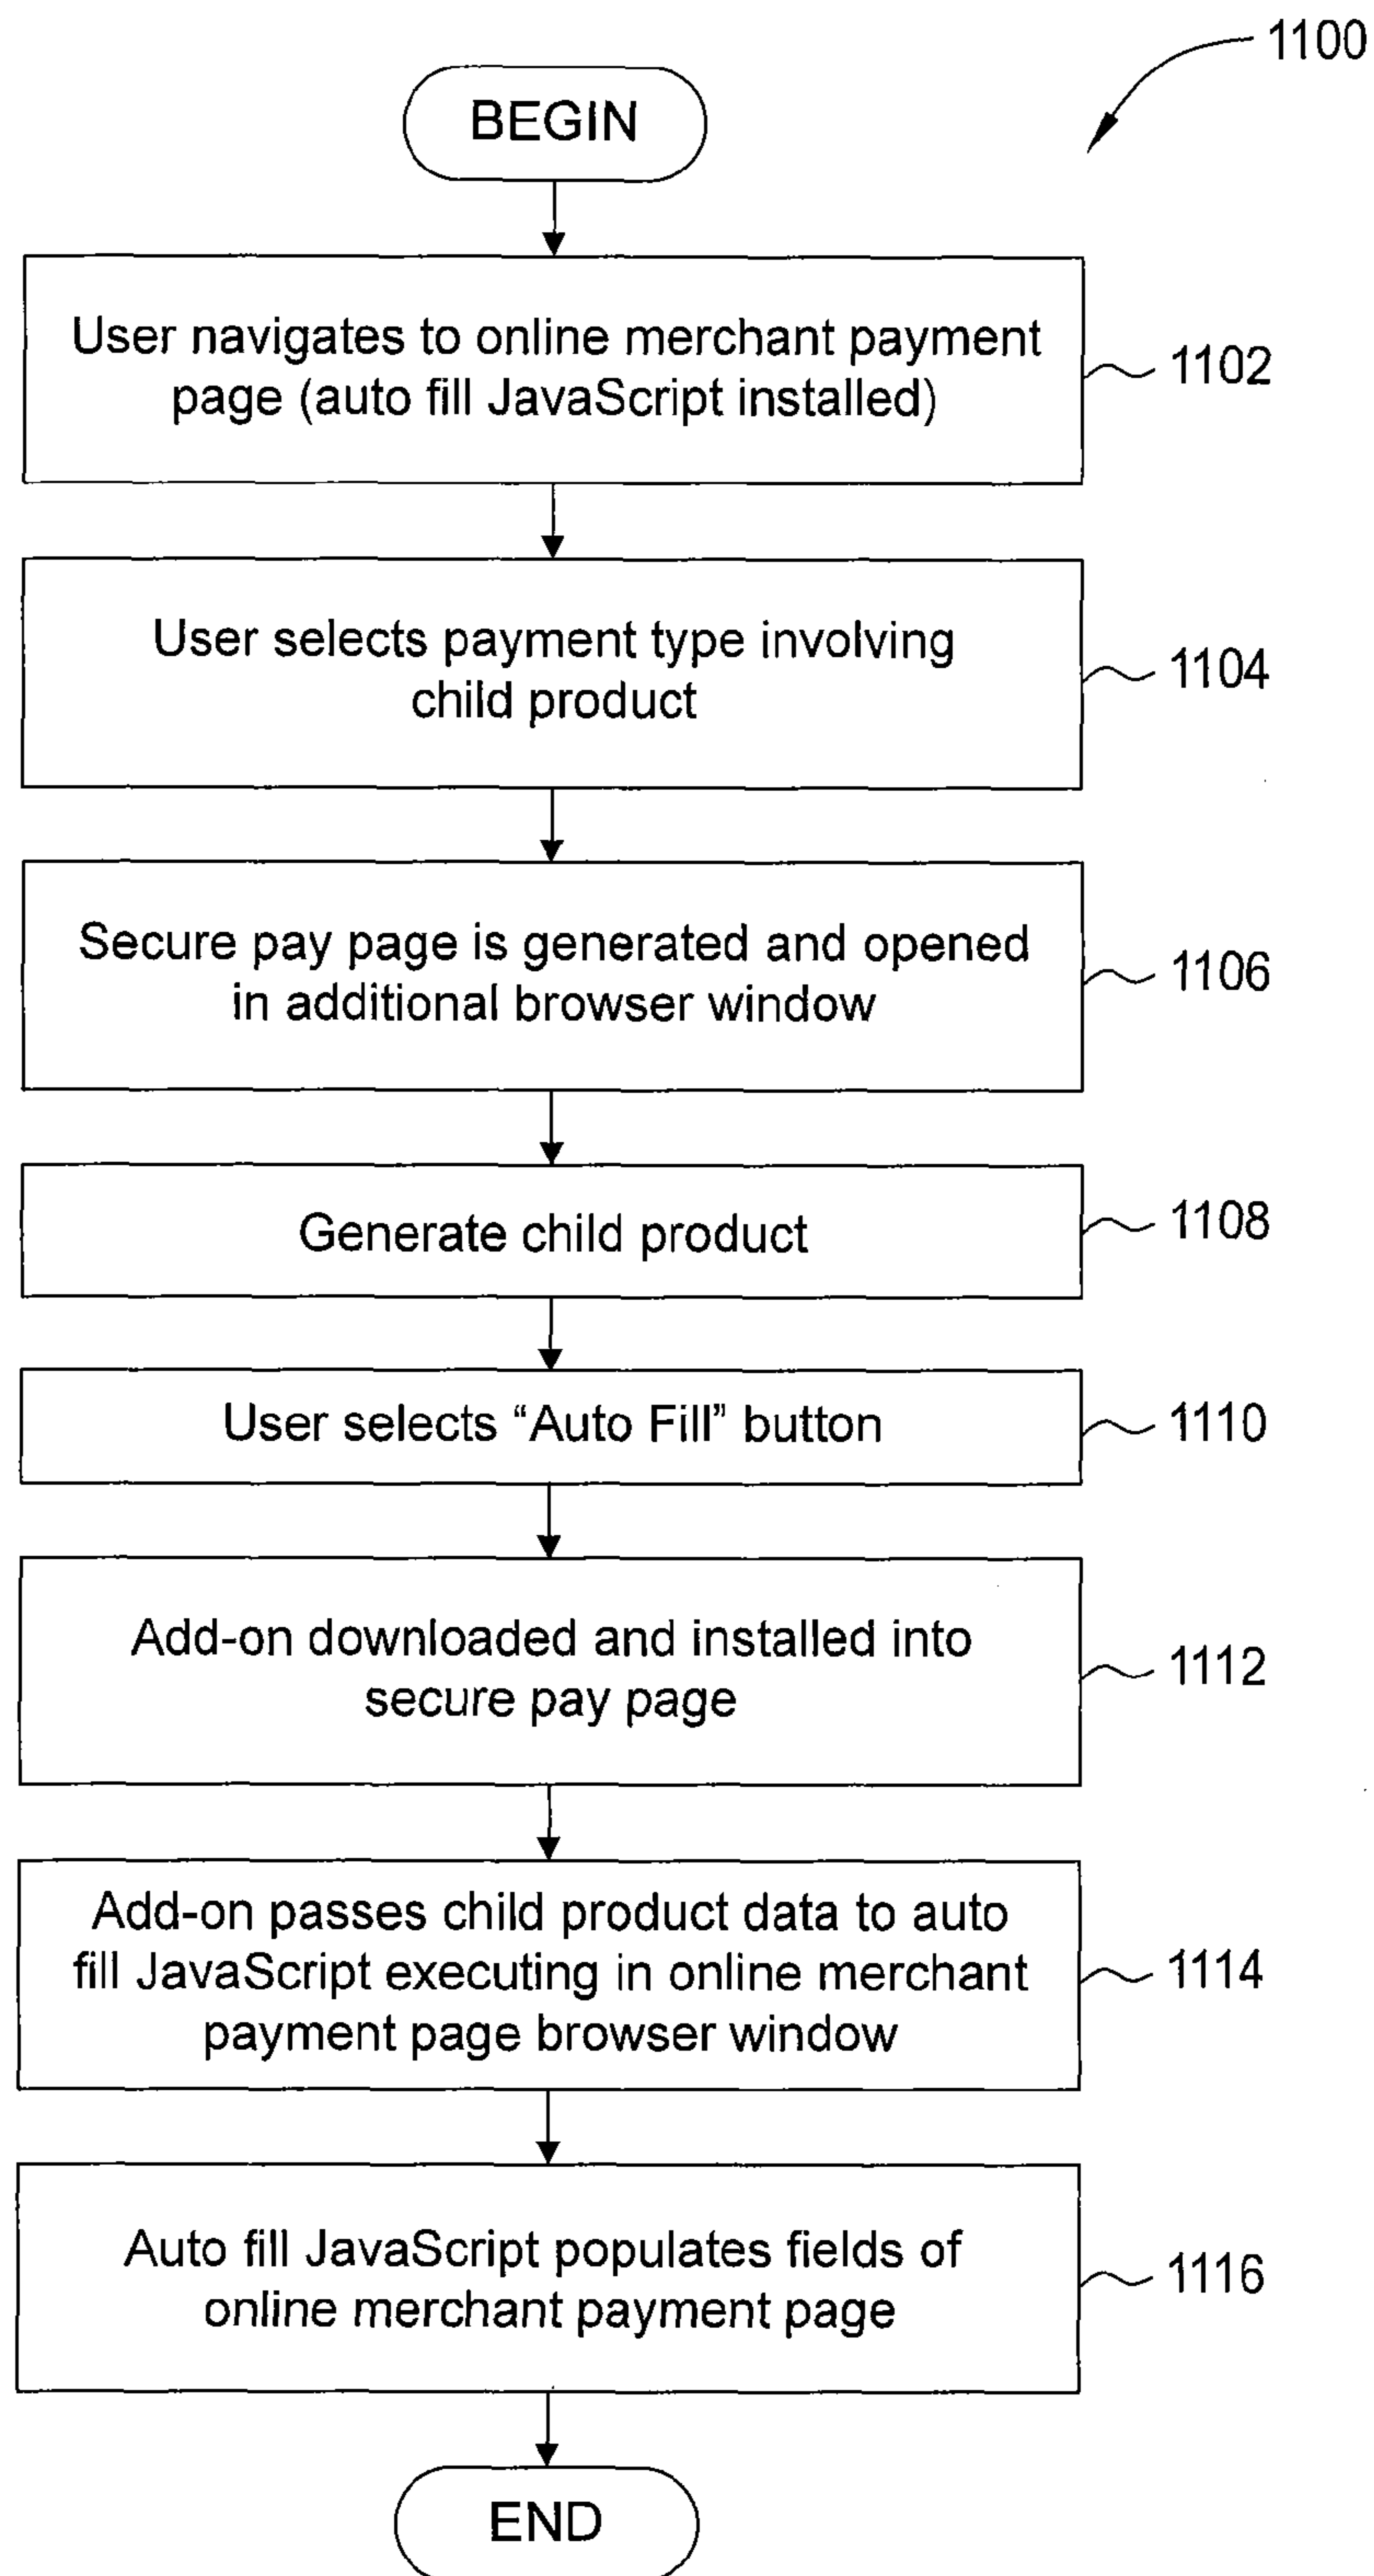 1100
BEGIN
User navigates to online merchant payment
page (auto fill JavaScript installed)
1102
User selects payment type involving
child product
1104
Secure pay page is generated and opened
in additional browser window
1106
Generate child product
1108
User selects “Auto Fill” button
1110
Add-on downloaded and installed into
secure pay page
1112
Add-on passes child product data to auto
fill JavaScript executing in online merchant
payment page browser window
1114
Auto fill JavaScript populates fields of
online merchant payment page
1116
END